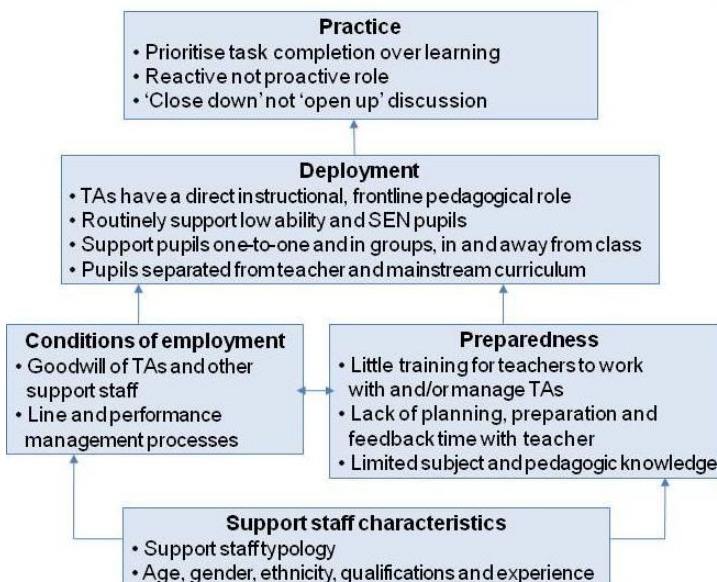 Practice
• Prioritise task completion over learning
• Reactive not proactive role
• ‘Close down’ not ‘open up’ discussion
Deployment
• TAs have a direct instructional, frontline pedagogical role
• Routinely support low ability and SEN pupils
• Support pupils one-to-one and in groups, in and away from class
• Pupils separated from teacher and mainstream curriculum
Conditions of employment
• Goodwill of TAs and other
support staff
• Line and performance
management processes
Preparedness
• Little training for teachers to work
with and/or manage TAs
• Lack of planning, preparation and
feedback time with teacher
• Limited subject and pedagogic knowledge
Support staff characteristics
• Support staff typology
• Age, gender, ethnicity, qualifications and experience